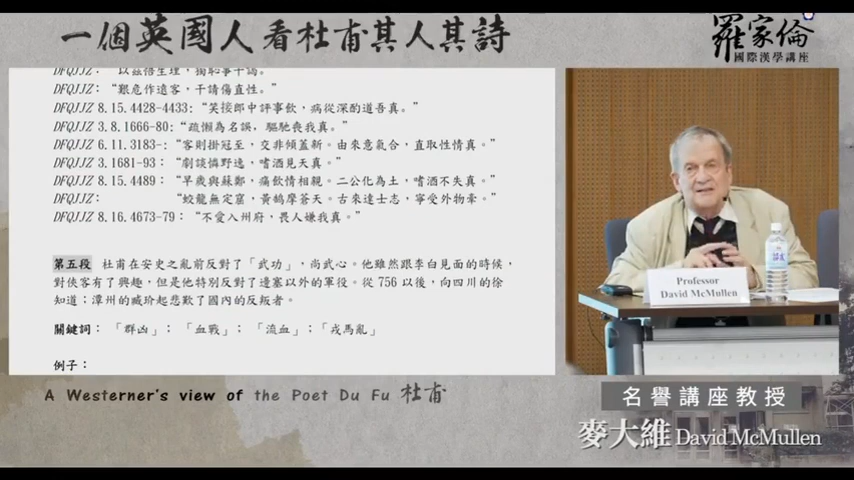 一個英國人看杜甫其人其詩
羅家倫
國際漢學講座
DFQJJZ: “以茲悟生理，獨恥事干謁。
DFQJJZ: “艱危作遠客，干請傷直性。”
DFQJJZ 8.15.4428-4433: “笑接郎中評事飲，病從深酌道吾真。”
DFQJJZ 3.8.1666-80: “疏懶為名誤，驅馳喪我真。”
DFQJJZ 6.11.3183-: “客則掛冠至，交非傾蓋新。由來意氣合，直取性情真。”
DFQJJZ 3.1681-93: “劇談憐野逸，嗜酒見天真。”
DFQJJZ 8.15.4489: “早歲與蘇鄭，痛飲情相親。二公化為土，嗜酒不失真。”
DFQJJZ: “蛟龍無定窟，黃鵠摩蒼天。古來達士志，寧受外物牽。”
DFQJJZ 8.16.4673-79: “不愛入州府，畏人嫌我真。”
第五段 杜甫在安史之亂前反對了「武功」，尚武心。他雖然跟李白見面的時候，
對俠客有了興趣，但是他特別反對了邊塞以外的軍役。從 756 以後，向四川的徐
知道；潭州的臧玠起悲歎了國內的反叛者。
關鍵詞：「群凶」；「血戰」；「流血」；「戎馬亂」
例子：
Professor
David McMullen
A Westerner's view of the Poet Du Fu 杜甫
名譽講座教授
麥大維 David McMullen